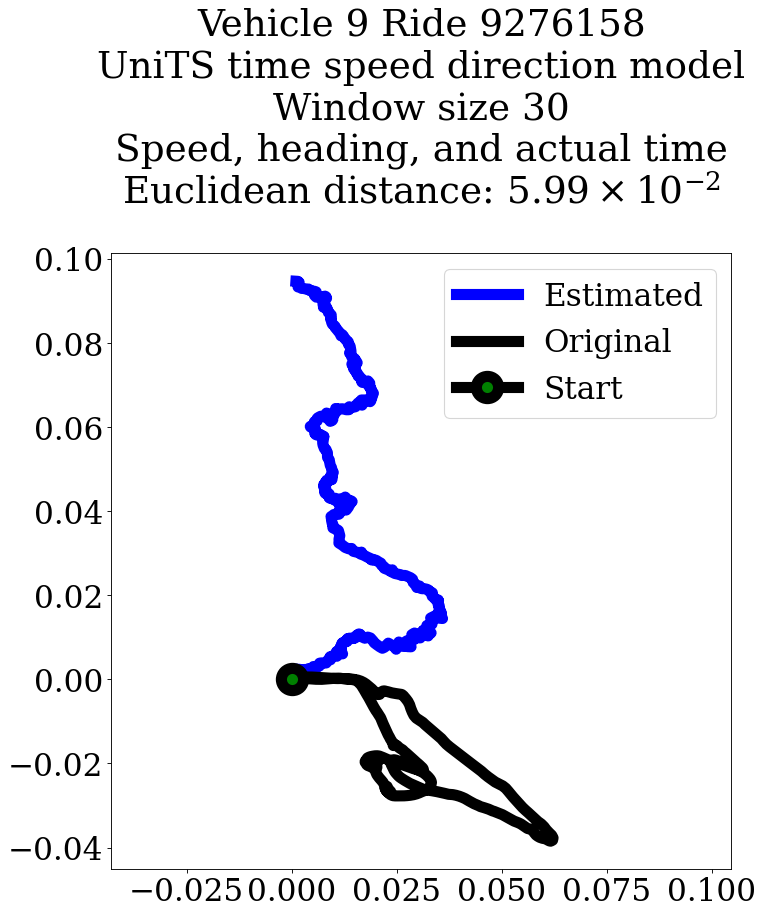 Vehicle 9 Ride 9276158
UniTS time speed direction model
Window size 30
Speed, heading, and actual time
Euclidean distance: 5.99 × 10⁻²
0.10
0.08
0.06
0.04
0.02
0.00
−0.02
−0.04
Estimated
Original
Start
−0.025 0.000 0.025 0.050 0.075 0.100